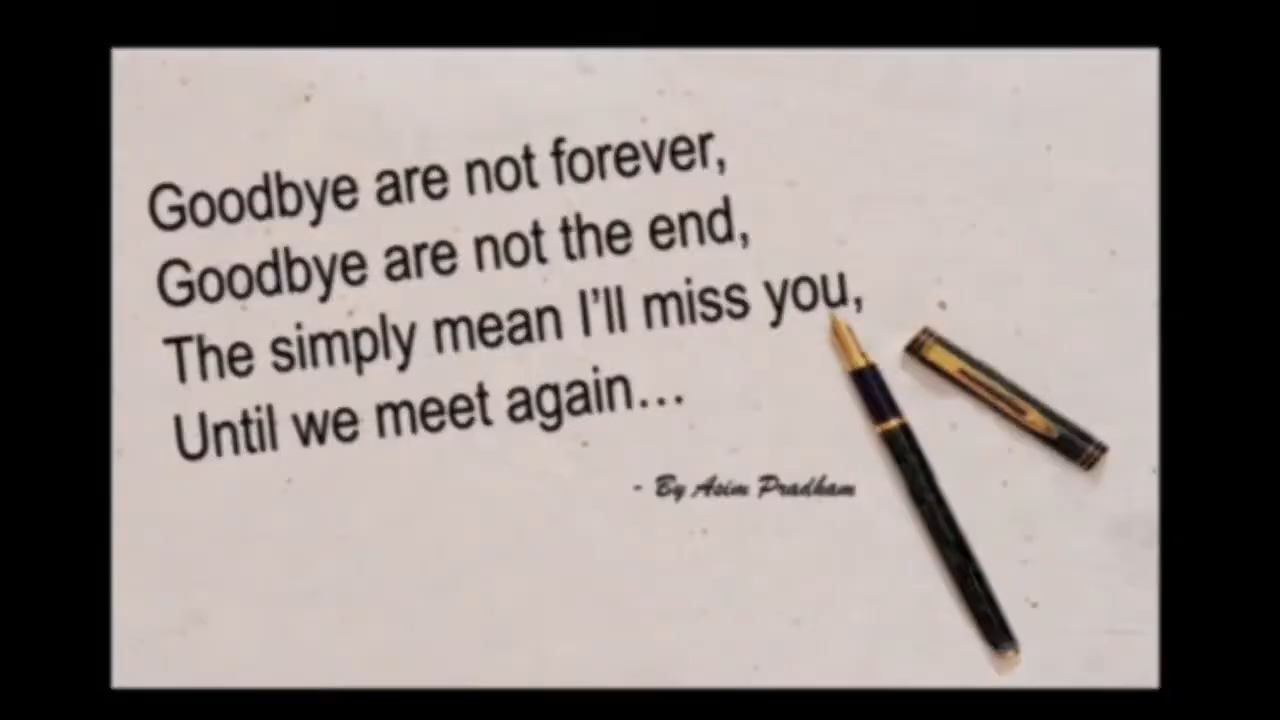 Goodbye are not forever,
Goodbye are not the end,
The simply mean I'll miss you,
Until we meet again...
- By Asim Pradham